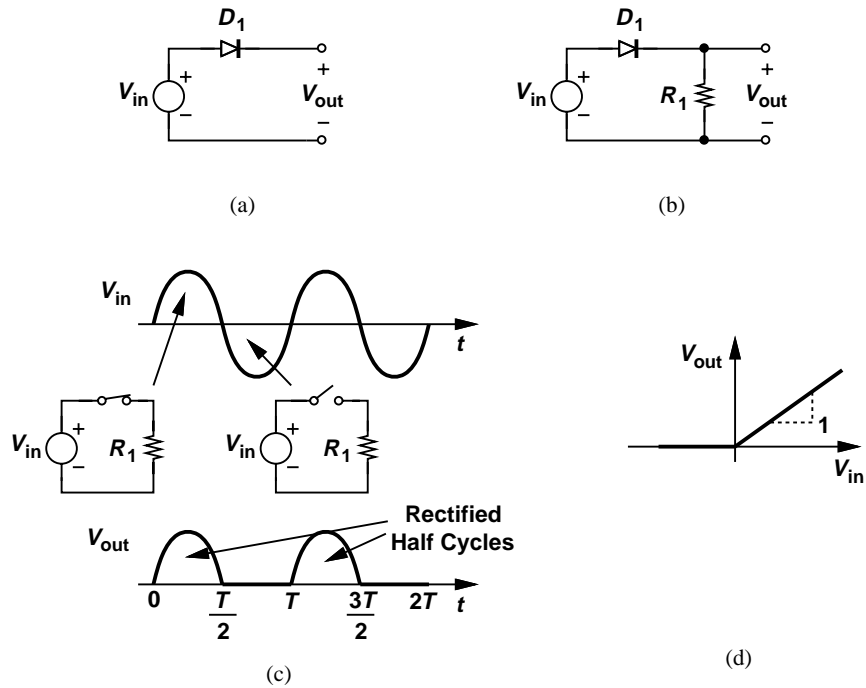 D1 D1
+ +
Vin Vout Vin R1 Vout
− −
+ +
− −
(a) (b)
Vin
t
Vout
1
Vin
+ +
Vin R1 Vin R1
− −
Rectified
Half Cycles
Vout
0 T/2 T 3T/2 2T t
(c) (d)